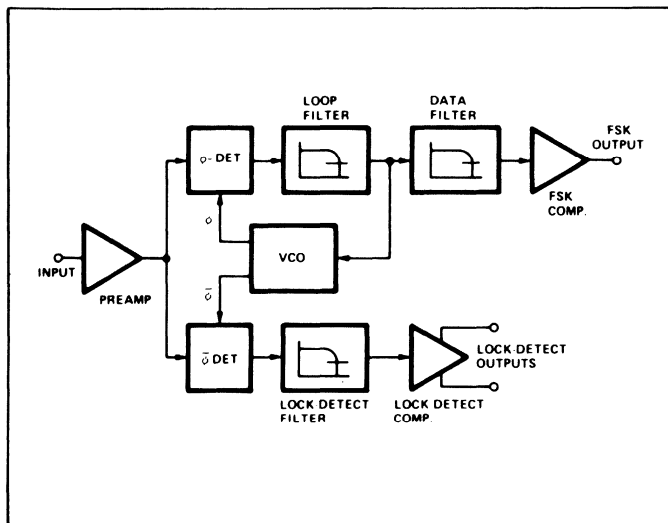 LOOP
FILTER
DATA
FILTER
FSK
OUTPUT
φ-DET
FSK
COMP.
φ
VCO
INPUT
PREAMP
φ̅
φ̅ DET
LOCK-DETECT
OUTPUTS
LOCK-DETECT
FILTER
LOCK DETECT
COMP.